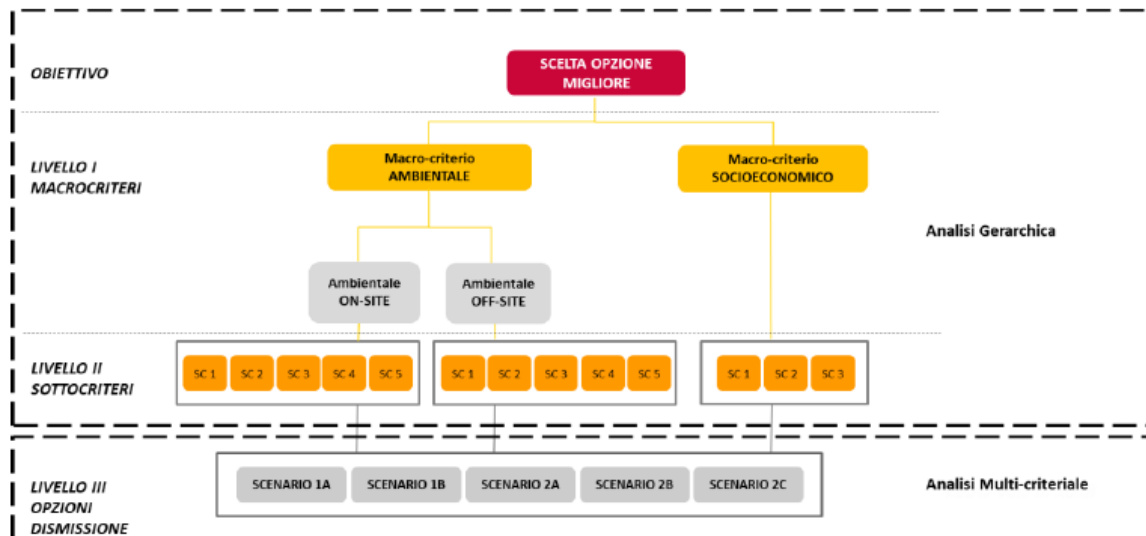 OBIETTIVO
SCELTA OPZIONE
MIGLIORE
LIVELLO I
MACROCRITERI
Macro-criterio
AMBIENTALE
Macro-criterio
SOCIOECONOMICO
Analisi Gerarchica
Ambientale
ON-SITE
Ambientale
OFF-SITE
LIVELLO II
SOTTOCRITERI
SC 1 SC 2 SC 3 SC 4 SC 5
SC 1 SC 2 SC 3 SC 4 SC 5
SC 1 SC 2 SC 3
LIVELLO III
OPZIONI
DISMISSIONE
SCENARIO 1A SCENARIO 1B SCENARIO 2A SCENARIO 2B SCENARIO 2C
Analisi Multi-criteriale